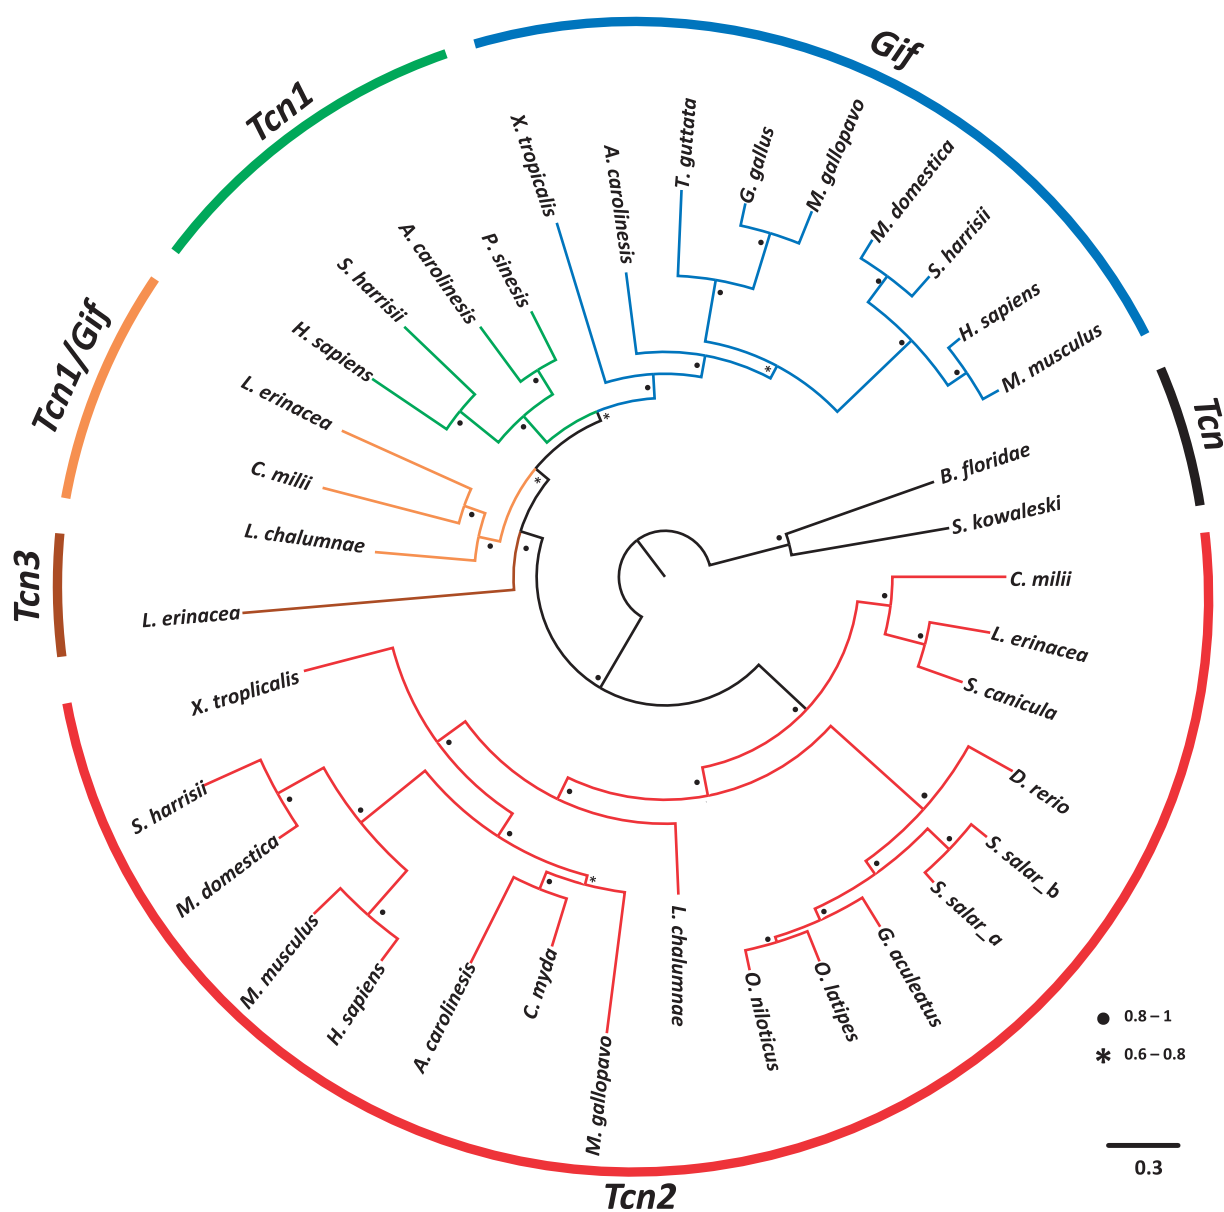 Gif
Tcn1
Tcn1/Gif
Tcn3
Tcn
Tcn2
X. tropicalis
A. carolinesis
T. guttata
G. gallus
M. gallopavo
M. domestica
S. harrisii
H. sapiens
M. musculus
B. floridae
S. kowaleski
C. milii
L. erinacea
S. canicula
D. rerio
S. salar_b
S. salar_a
G. aculeatus
O. latipes
O. niloticus
L. chalumnae
M. gallopavo
C. myda
A. carolinesis
H. sapiens
M. musculus
M. domestica
S. harrisii
X. troplicalis
L. erinacea
L. chalumnae
C. milii
L. erinacea
H. sapiens
S. harrisii
A. carolinesis
P. sinesis
* 
*
*
*
● 0.8 – 1
* 0.6 – 0.8
0.3